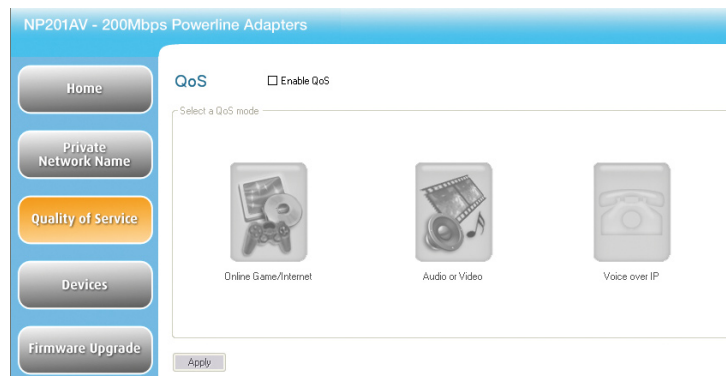 NP201AV - 200Mbps Powerline Adapters
Home
Private
Network Name
Quality of Service
Devices
Firmware Upgrade
QoS
Enable QoS
Select a QoS mode
Online Game/Internet
Audio or Video
Voice over IP
Apply